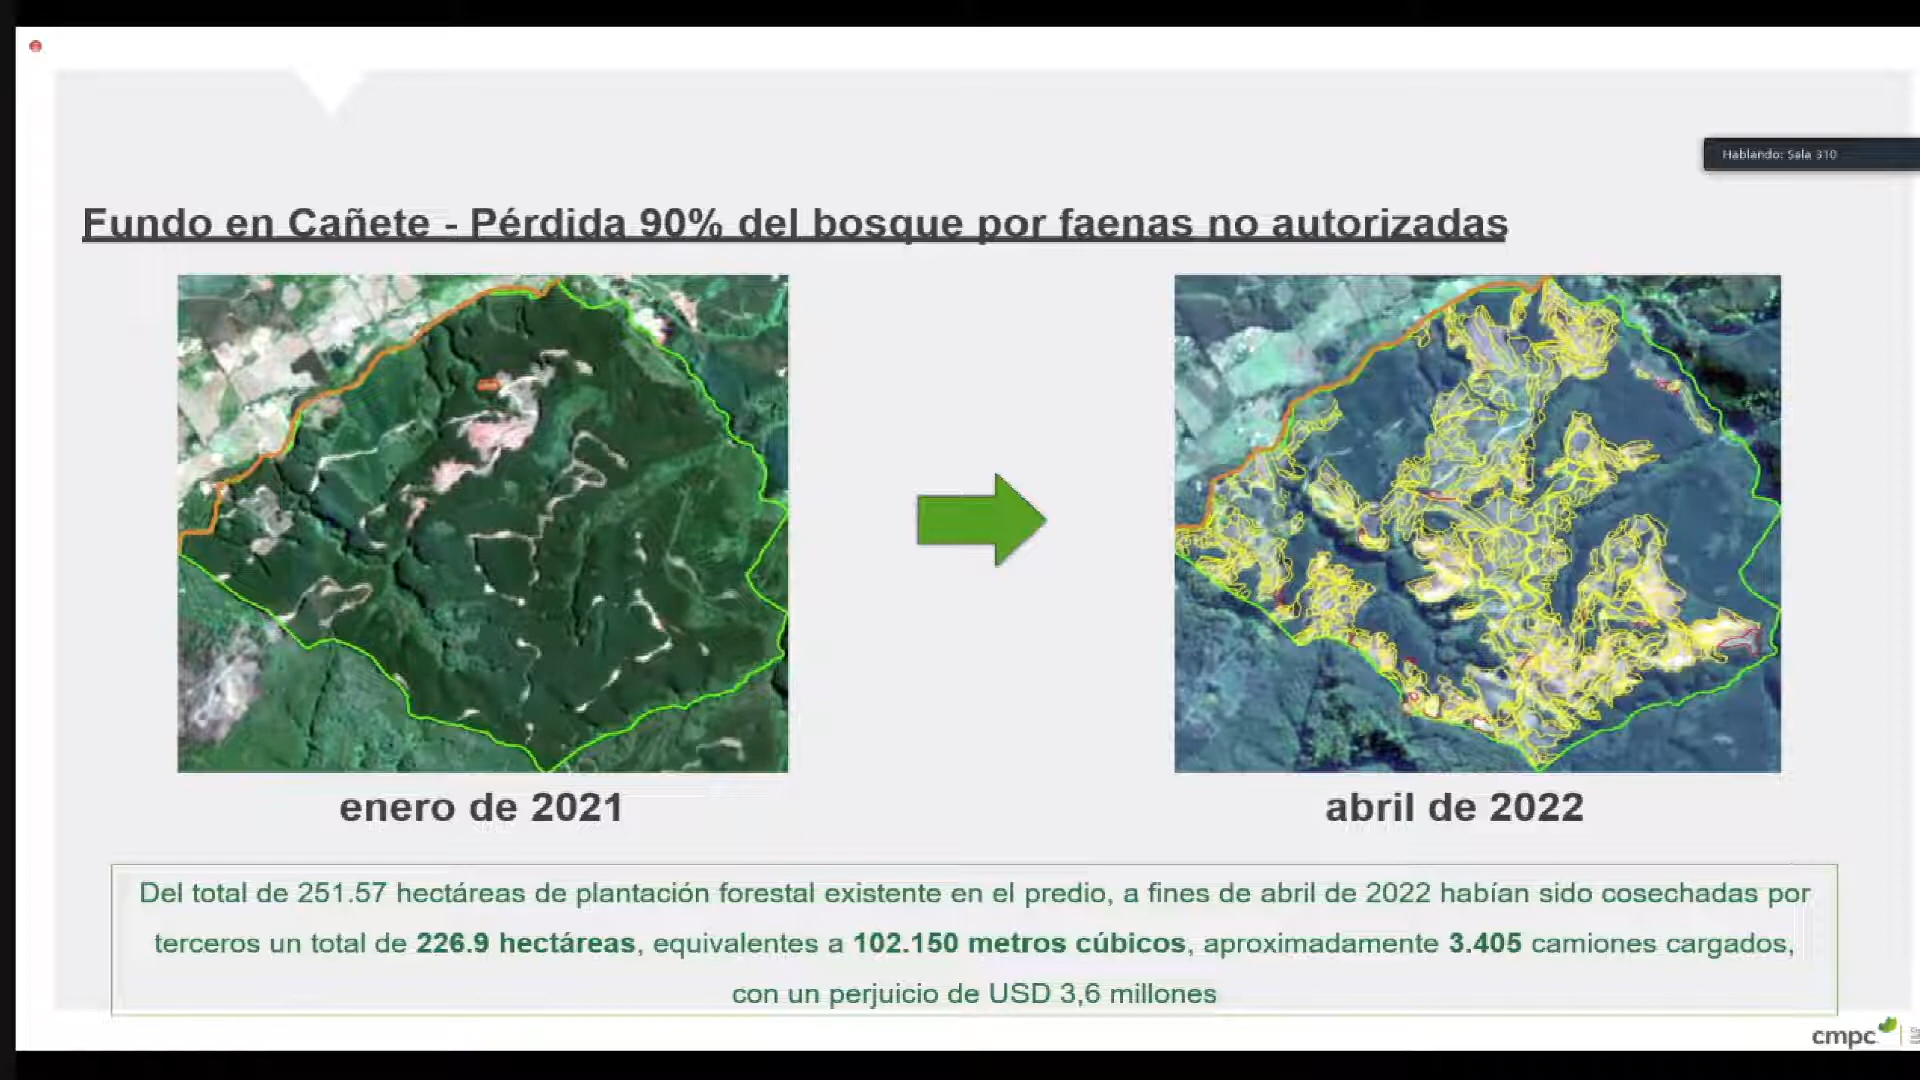 Hablando: Sala 310
Fundo en Cañete - Pérdida 90% del bosque por faenas no autorizadas
enero de 2021
abril de 2022
Del total de 251.57 hectáreas de plantación forestal existente en el predio, a fines de abril de 2022 habían sido cosechadas por
terceros un total de 226.9 hectáreas, equivalentes a 102.150 metros cúbicos, aproximadamente 3.405 camiones cargados,
con un perjuicio de USD 3,6 millones
cmpc